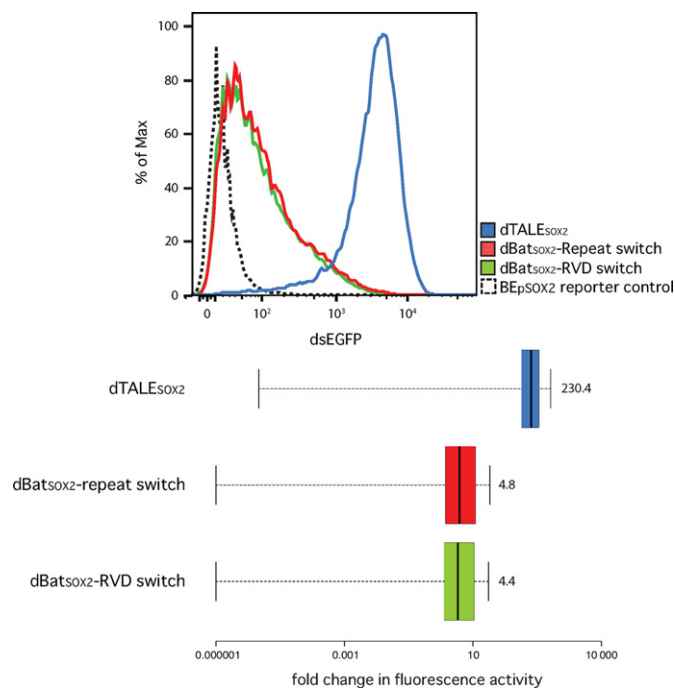 100
80
60
40
20
0
% of Max
0 10² 10³ 10⁴
dsEGFP
dTALESOX2
dBatSOX2-Repeat switch
dBatSOX2-RVD switch
BEpSOX2 reporter control
dTALESOX2
230.4
dBatSOX2-repeat switch
4.8
dBatSOX2-RVD switch
4.4
0.000001 0.001 10 10 000
fold change in fluorescence activity